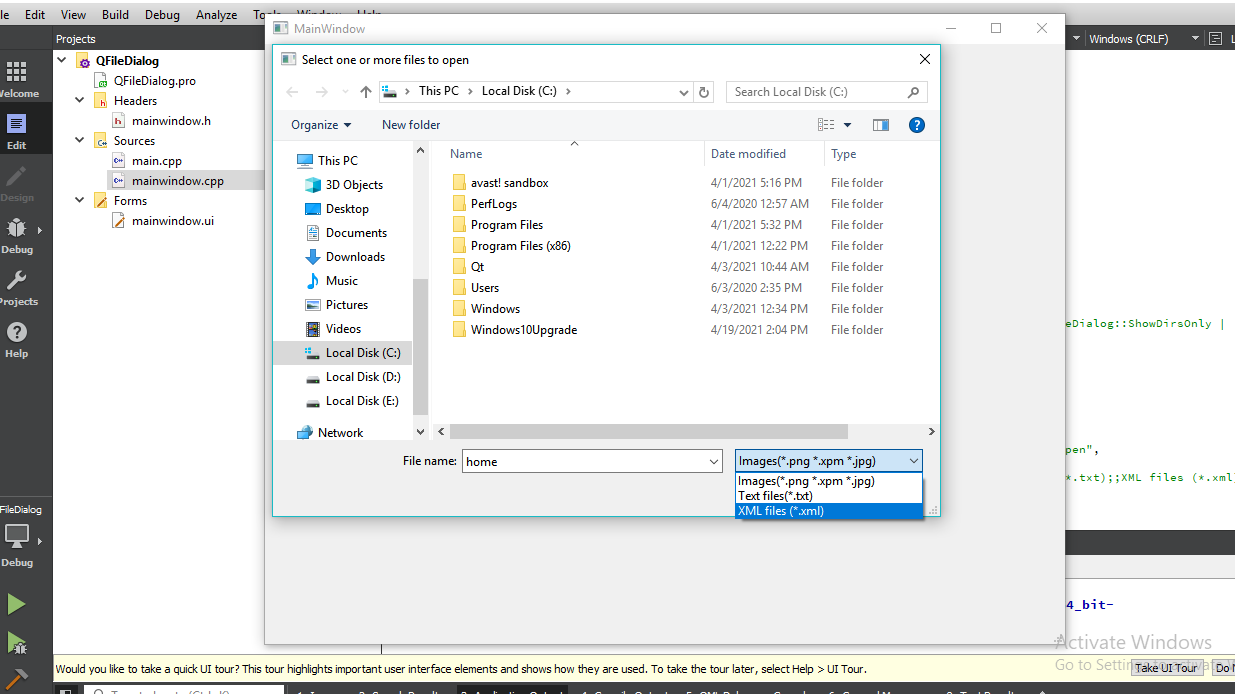 le Edit View Build Debug Analyze
MainWindow
Projects
Windows (CRLF)
QFileDialog
QFileDialog.pro
Headers
mainwindow.h
Sources
main.cpp
mainwindow.cpp
Forms
mainwindow.ui
elcome
Edit
Design
Debug
rojects
Help
FileDialog
Debug
Select one or more files to open
This PC Local Disk (C:)
Search Local Disk (C:)
Organize New folder
Name Date modified Type
This PC
3D Objects
Desktop
Documents
Downloads
Music
Pictures
Videos
Local Disk (C:)
Local Disk (D:)
Local Disk (E:)
Network
avast! sandbox 4/1/2021 5:16 PM File folder
PerfLogs 6/4/2020 12:57 AM File folder
Program Files 4/1/2021 5:32 PM File folder
Program Files (x86) 4/1/2021 12:22 PM File folder
Qt 4/3/2021 10:44 AM File folder
Users 6/3/2020 2:35 PM File folder
Windows 4/3/2021 12:34 PM File folder
Windows10Upgrade 4/19/2021 2:04 PM File folder
File name: home Images(*.png *.xpm *.jpg)
Images(*.png *.xpm *.jpg)
Text files(*.txt)
XML files (*.xml)
eDialog::ShowDirsOnly |
pen",
*.txt);;XML files (*.xml)
4_bit-
Activate Windows
Go to Setting
Would you like to take a quick UI tour? This tour highlights important user interface elements and shows how they are used. To take the tour later, select Help > UI Tour.
Take UI Tour
Do